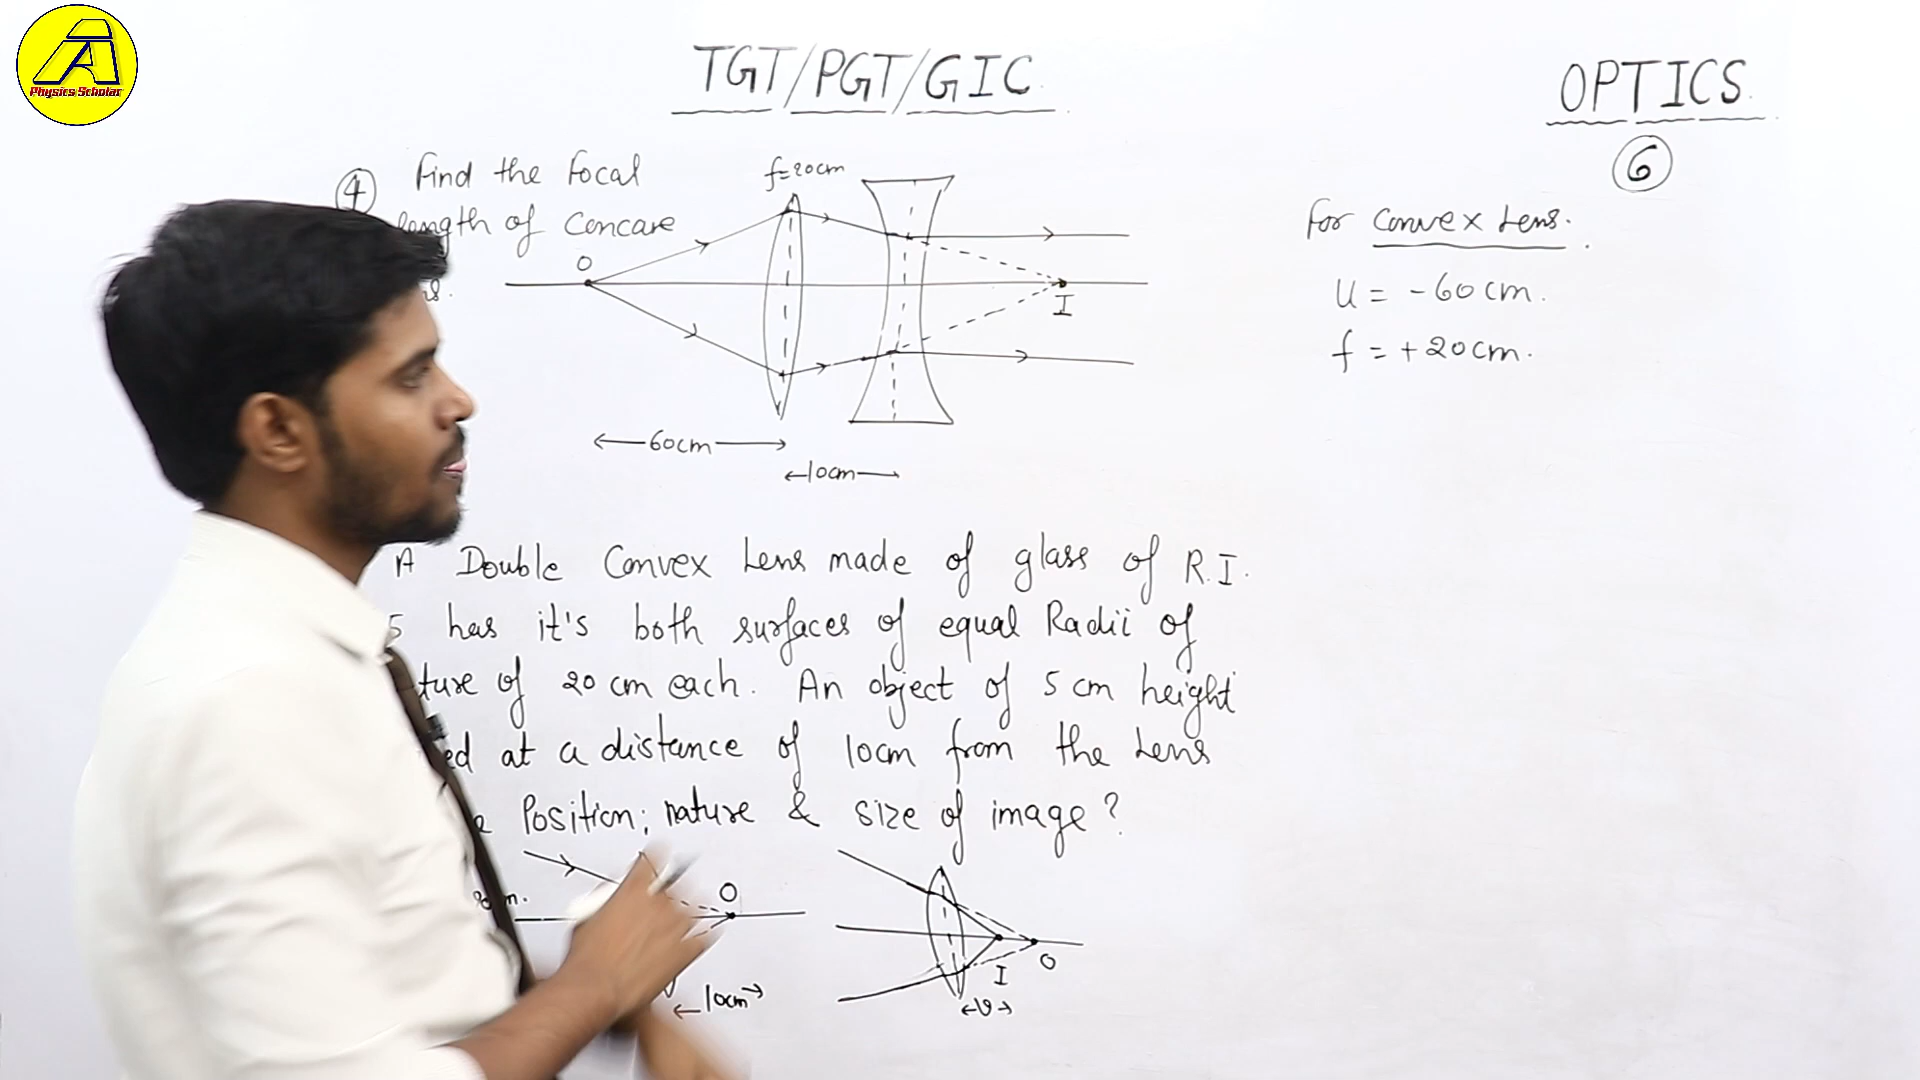 A
Physics Scholar
TGT/PGT/GIC
OPTICS
6
4 Find the Focal
length of Concave
f=20cm
O
I
60cm
10cm
For Convex Lens.
u = -60cm.
f = +20cm.
A Double Convex Lens made of glass of R.I.
5 has it's both surfaces of equal Radii of
ture of 20 cm each. An object of 5 cm height
ed at a distance of 10cm from the Lens
Position; nature & size of image?
O
10cm
I
O